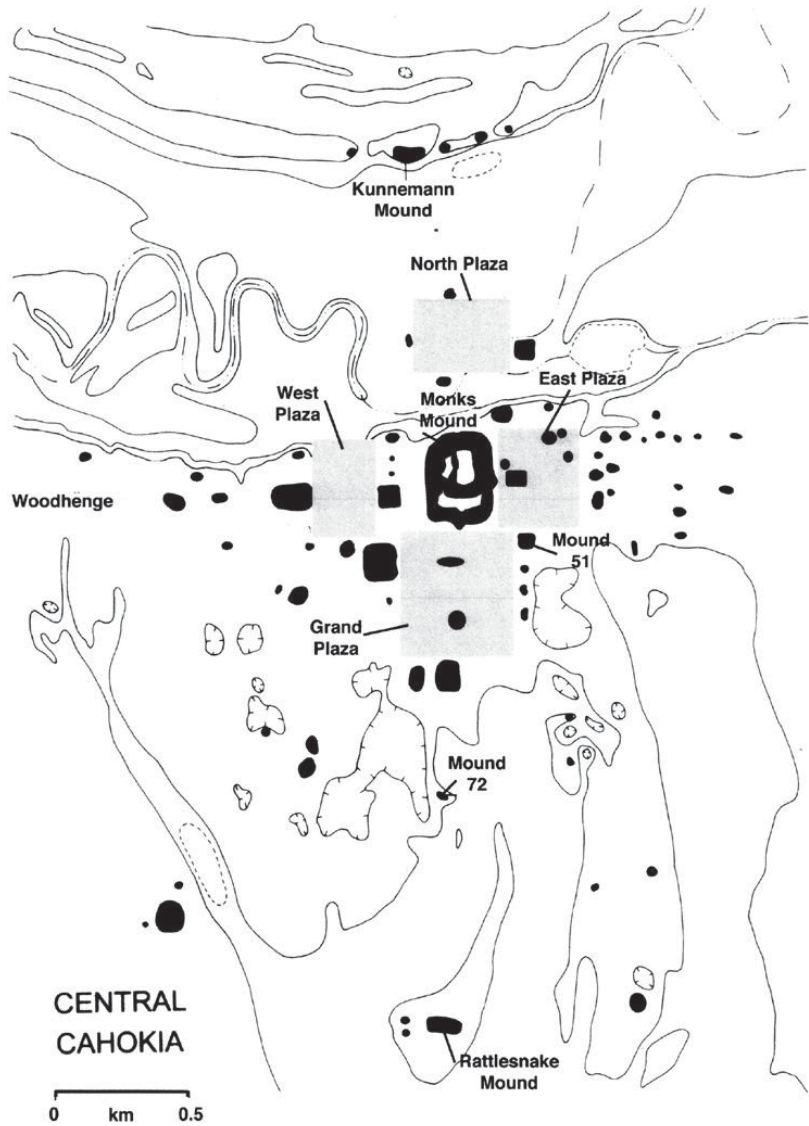 Kunnemann
Mound
North Plaza
West
Plaza
Monks
Mound
East Plaza
Woodhenge
Mound
51
Grand
Plaza
Mound
72
CENTRAL
CAHOKIA
Rattlesnake
Mound
0 km 0.5